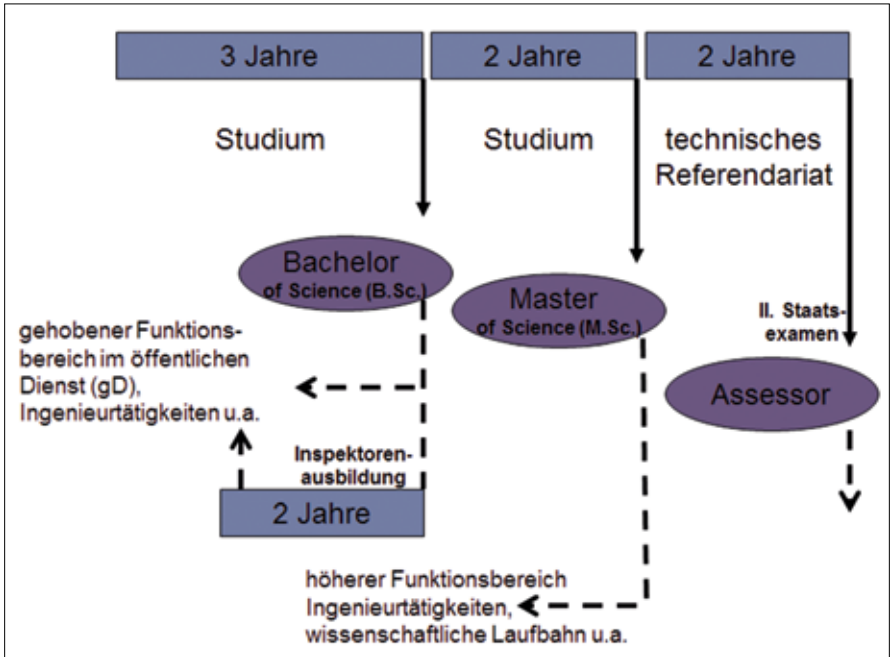 3 Jahre
2 Jahre
2 Jahre
Studium
Studium
technisches
Referendariat
Bachelor
of Science (B.Sc.)
Master
of Science (M.Sc.)
II. Staats-
examen
Assessor
gehobener Funktions-
bereich im öffentlichen
Dienst (gD),
Ingenieurtätigkeiten u.a.
Inspektoren-
ausbildung
2 Jahre
höherer Funktionsbereich
Ingenieurtätigkeiten,
wissenschaftliche Laufbahn u.a.